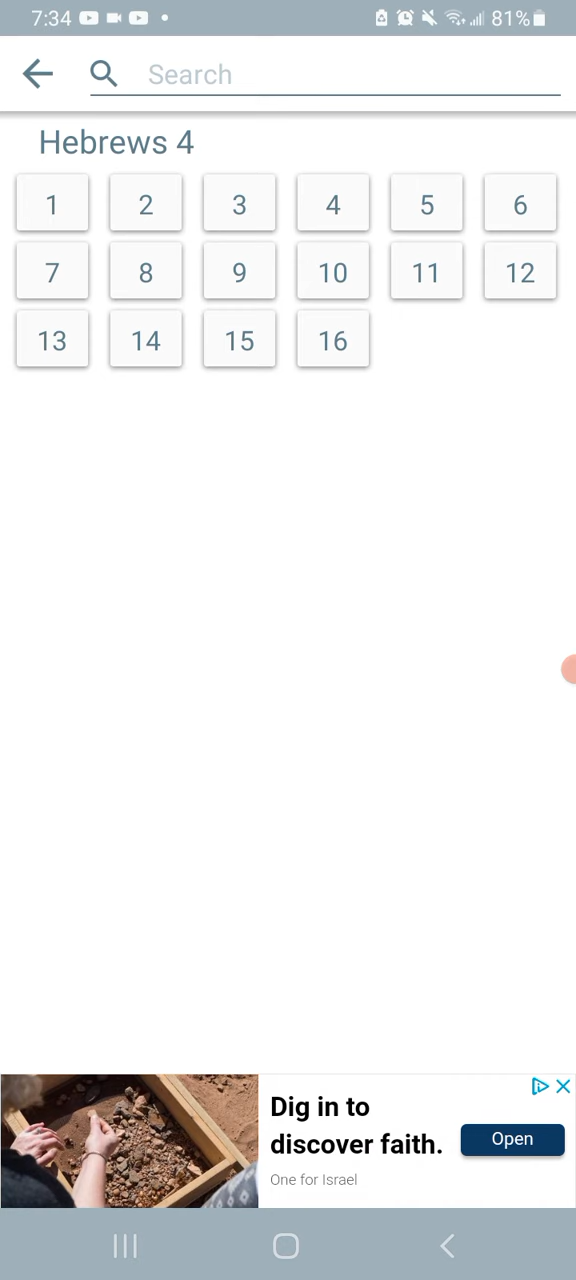 7:34 81%
Search
Hebrews 4
1 2 3 4 5 6
7 8 9 10 11 12
13 14 15 16
Dig in to
discover faith.
Open
One for Israel